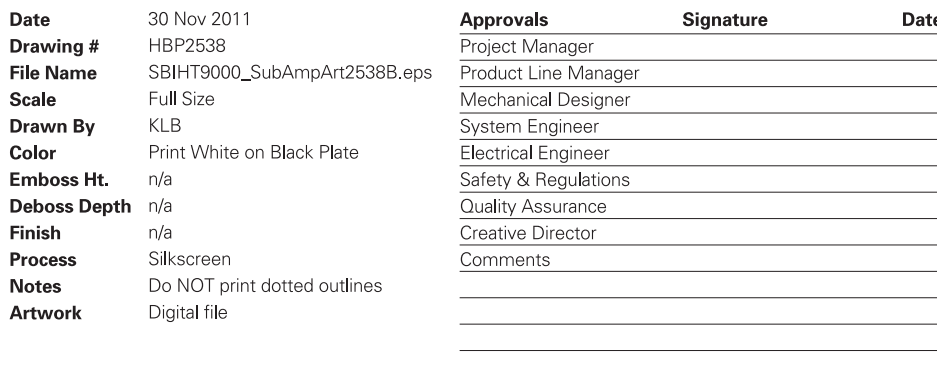 Date 30 Nov 2011
Drawing # HBP2538
File Name SBIHT9000_SubAmpArt2538B.eps
Scale Full Size
Drawn By KLB
Color Print White on Black Plate
Emboss Ht. n/a
Deboss Depth n/a
Finish n/a
Process Silkscreen
Notes Do NOT print dotted outlines
Artwork Digital file
Approvals Signature Date
Project Manager
Product Line Manager
Mechanical Designer
System Engineer
Electrical Engineer
Safety & Regulations
Quality Assurance
Creative Director
Comments